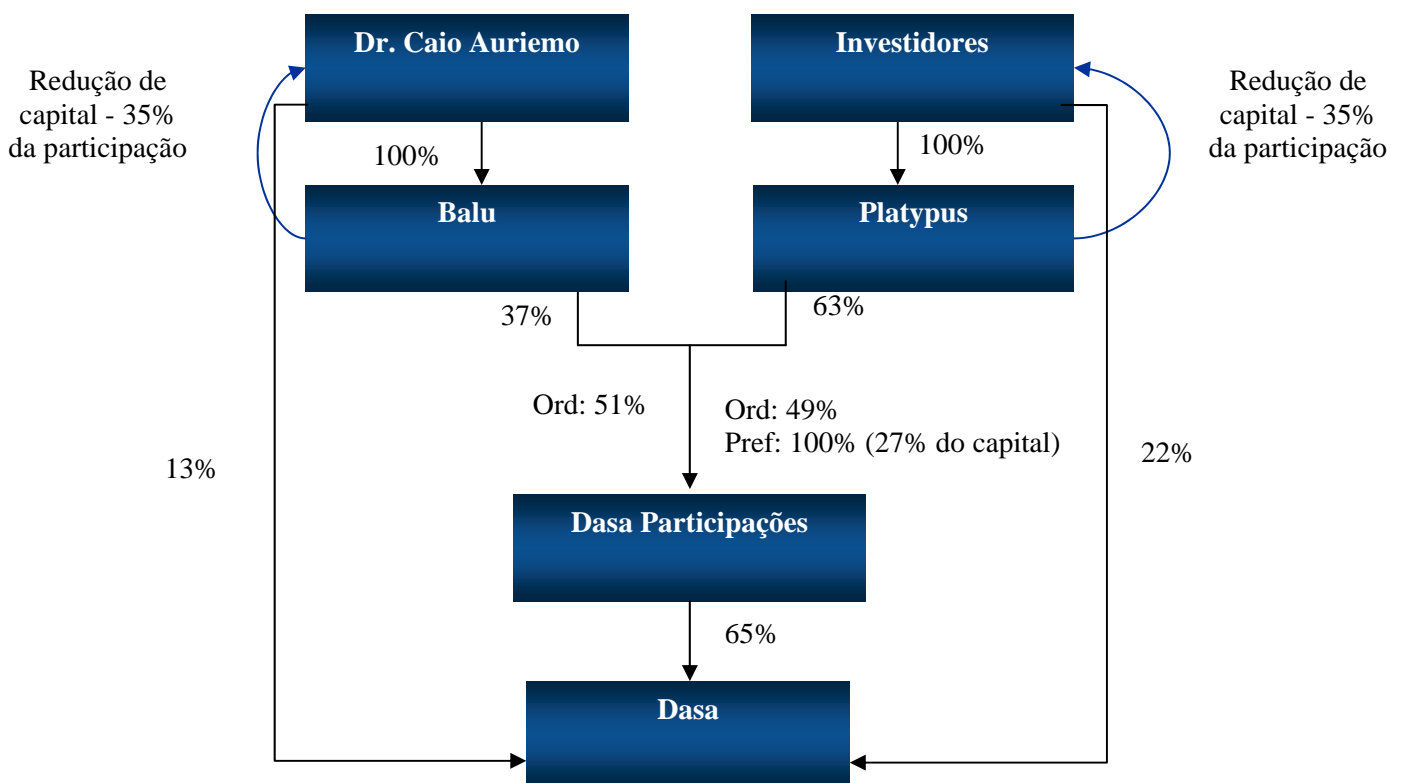 Dr. Caio Auriemo
Investidores
Redução de
capital - 35%
da participação
Redução de
capital - 35%
da participação
100%
100%
Balu
Platypus
37%
63%
Ord: 51%
Ord: 49%
Pref: 100% (27% do capital)
13%
22%
Dasa Participações
65%
Dasa